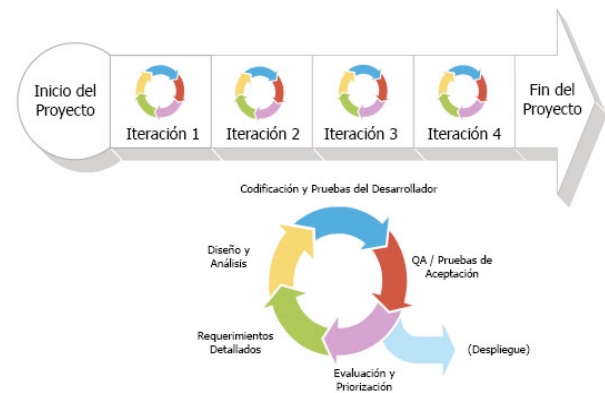 Inicio del
Proyecto
Iteración 1
Iteración 2
Iteración 3
Iteración 4
Fin del
Proyecto
Codificación y Pruebas del Desarrollador
Diseño y
Análisis
QA / Pruebas de
Aceptación
Requerimientos
Detallados
(Despliegue)
Evaluación y
Priorización